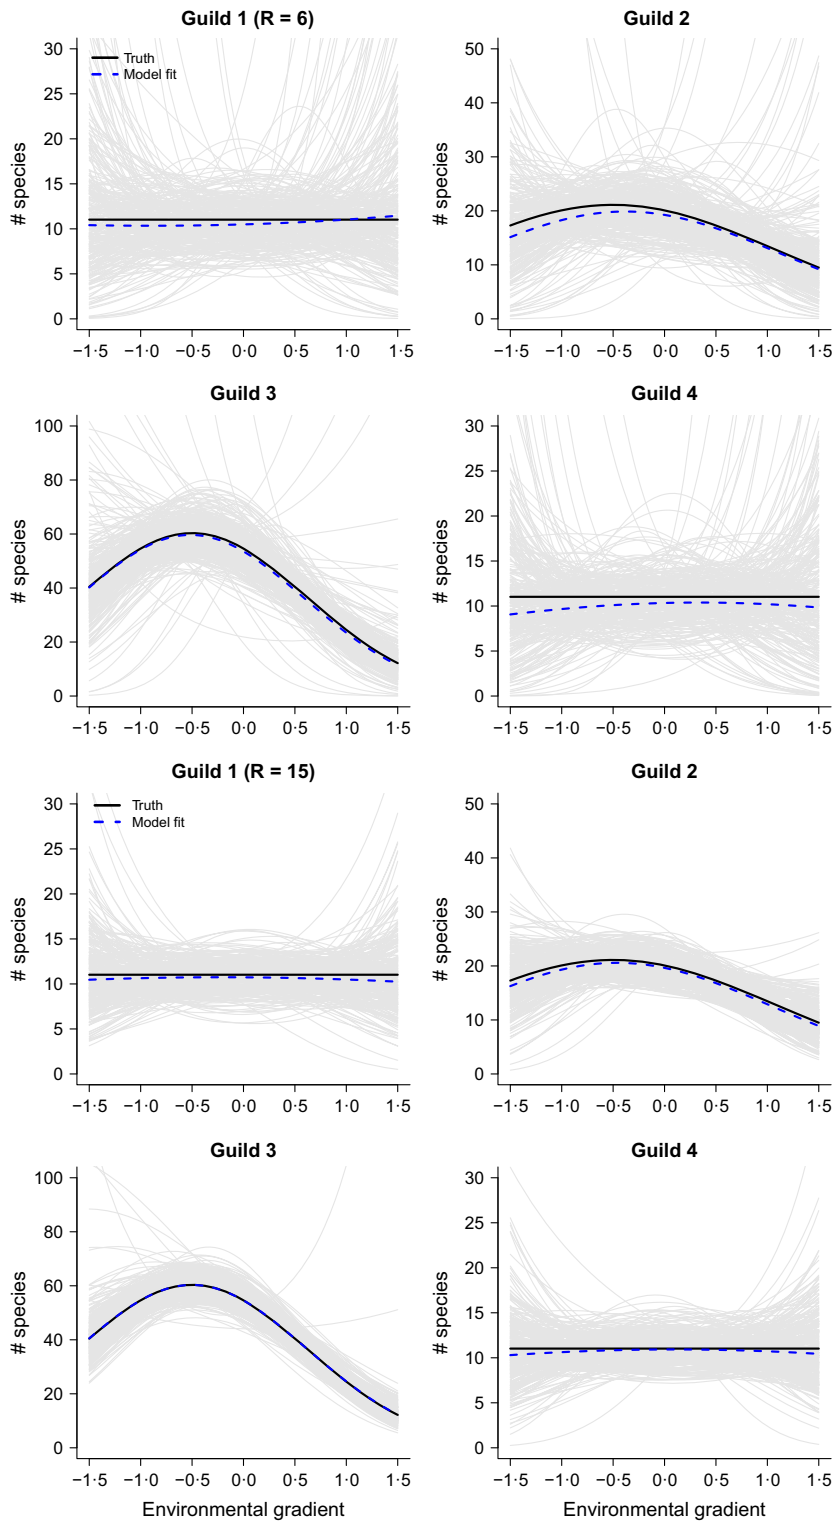 Guild 1 (R = 6)
Guild 2
# species
30
25
20
15
10
5
0
Truth
Model fit
−1·5 −1·0 −0·5 0·0 0·5 1·0 1·5
# species
50
40
30
20
10
0
−1·5 −1·0 −0·5 0·0 0·5 1·0 1·5
Guild 3
Guild 4
# species
100
80
60
40
20
0
−1·5 −1·0 −0·5 0·0 0·5 1·0 1·5
# species
30
25
20
15
10
5
0
−1·5 −1·0 −0·5 0·0 0·5 1·0 1·5
Guild 1 (R = 15)
Guild 2
# species
30
25
20
15
10
5
0
Truth
Model fit
−1·5 −1·0 −0·5 0·0 0·5 1·0 1·5
# species
50
40
30
20
10
0
−1·5 −1·0 −0·5 0·0 0·5 1·0 1·5
Guild 3
Guild 4
# species
100
80
60
40
20
0
−1·5 −1·0 −0·5 0·0 0·5 1·0 1·5
Environmental gradient
# species
30
25
20
15
10
5
0
−1·5 −1·0 −0·5 0·0 0·5 1·0 1·5
Environmental gradient